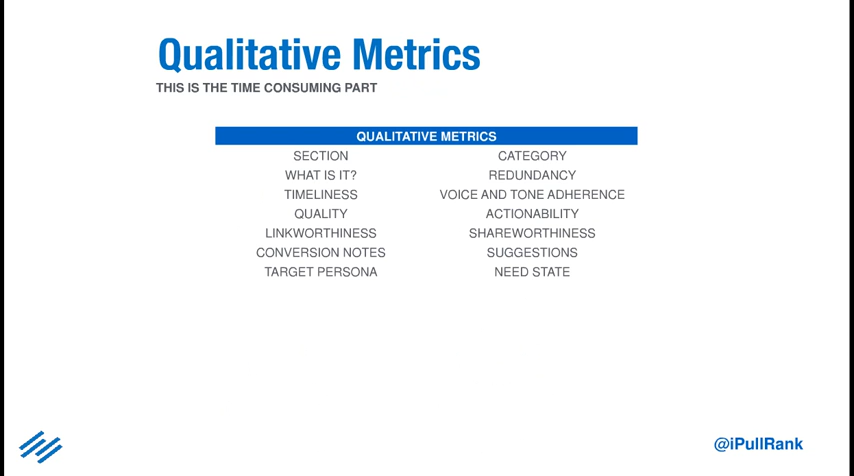 Qualitative Metrics
THIS IS THE TIME CONSUMING PART
QUALITATIVE METRICS
SECTION CATEGORY
WHAT IS IT? REDUNDANCY
TIMELINESS VOICE AND TONE ADHERENCE
QUALITY ACTIONABILITY
LINKWORTHINESS SHAREWORTHINESS
CONVERSION NOTES SUGGESTIONS
TARGET PERSONA NEED STATE
@iPullRank